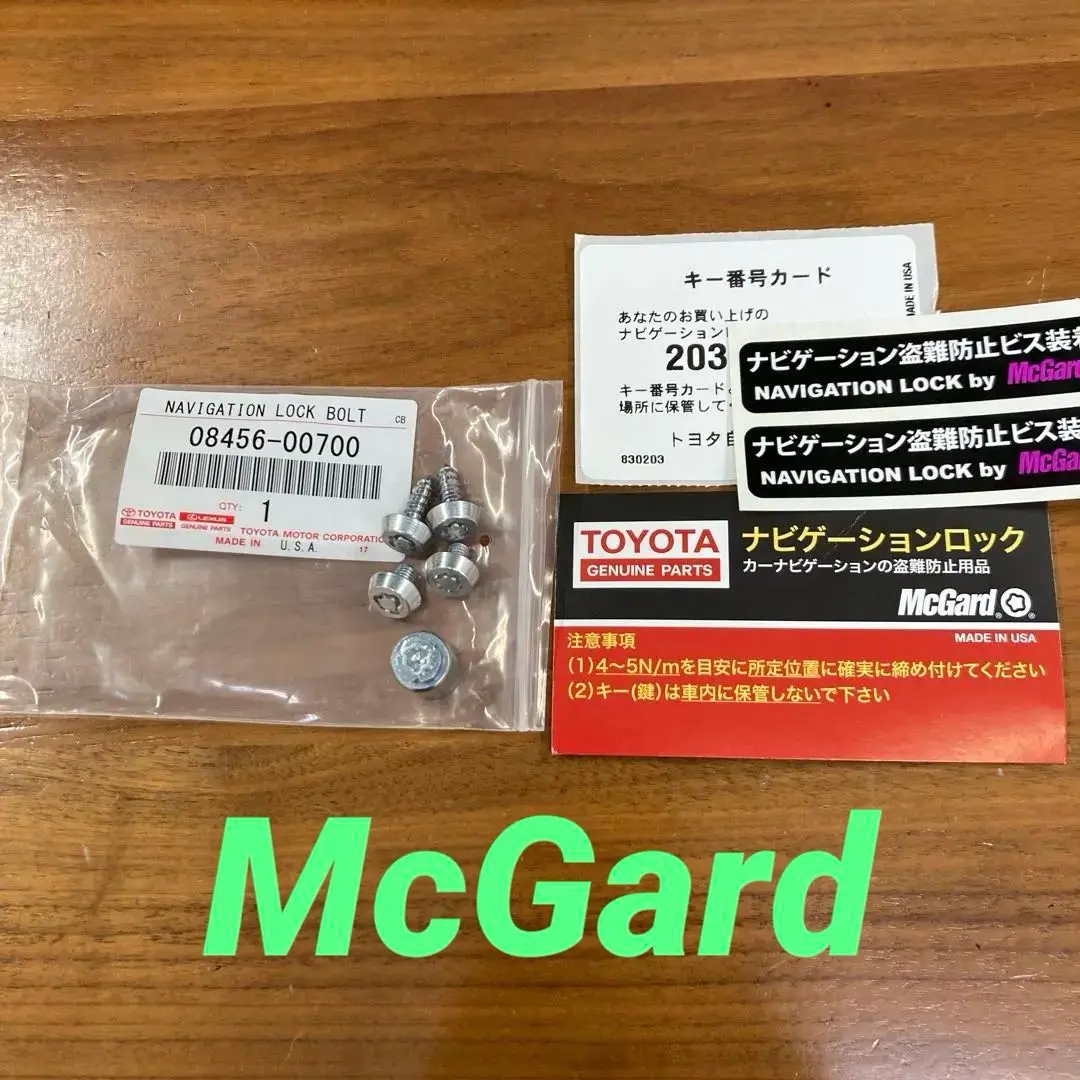 NAVIGATION LOCK BOLT
CB
08456-00700
QTY: 1
TOYOTA
GENUINE PARTS
LEXUS
GENUINE PARTS
TOYOTA MOTOR CORPORATIO
MADE IN U.S.A.
17
キー番号カード
あなたのお買い上げの
ナビゲーション
203
キー番号カード
場所に保管して
トヨタ自
830203
MADE IN USA
ナビゲーション盗難防止ビス装着
NAVIGATION LOCK by McGard
ナビゲーション盗難防止ビス装
NAVIGATION LOCK by McGa
TOYOTA
GENUINE PARTS
ナビゲーションロック
カーナビゲーションの盗難防止用品
McGard
MADE IN USA
注意事項
(1)4〜5N/mを目安に所定位置に確実に締め付けてください
(2)キー(鍵)は車内に保管しないで下さい
McGard